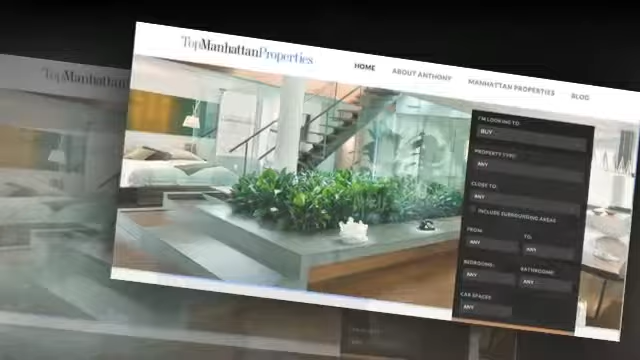 TopManhattanProperties
HOME
ABOUT ANTHONY
MANHATTAN PROPERTIES
BLOG
TopManhattan
I'M LOOKING TO:
BUY
PROPERTY TYPE:
ANY
CLOSE TO:
ANY
INCLUDE SURROUNDING AREAS
FROM: TO:
ANY ANY
BEDROOMS: BATHROOMS:
ANY ANY
CAR SPACES
ANY